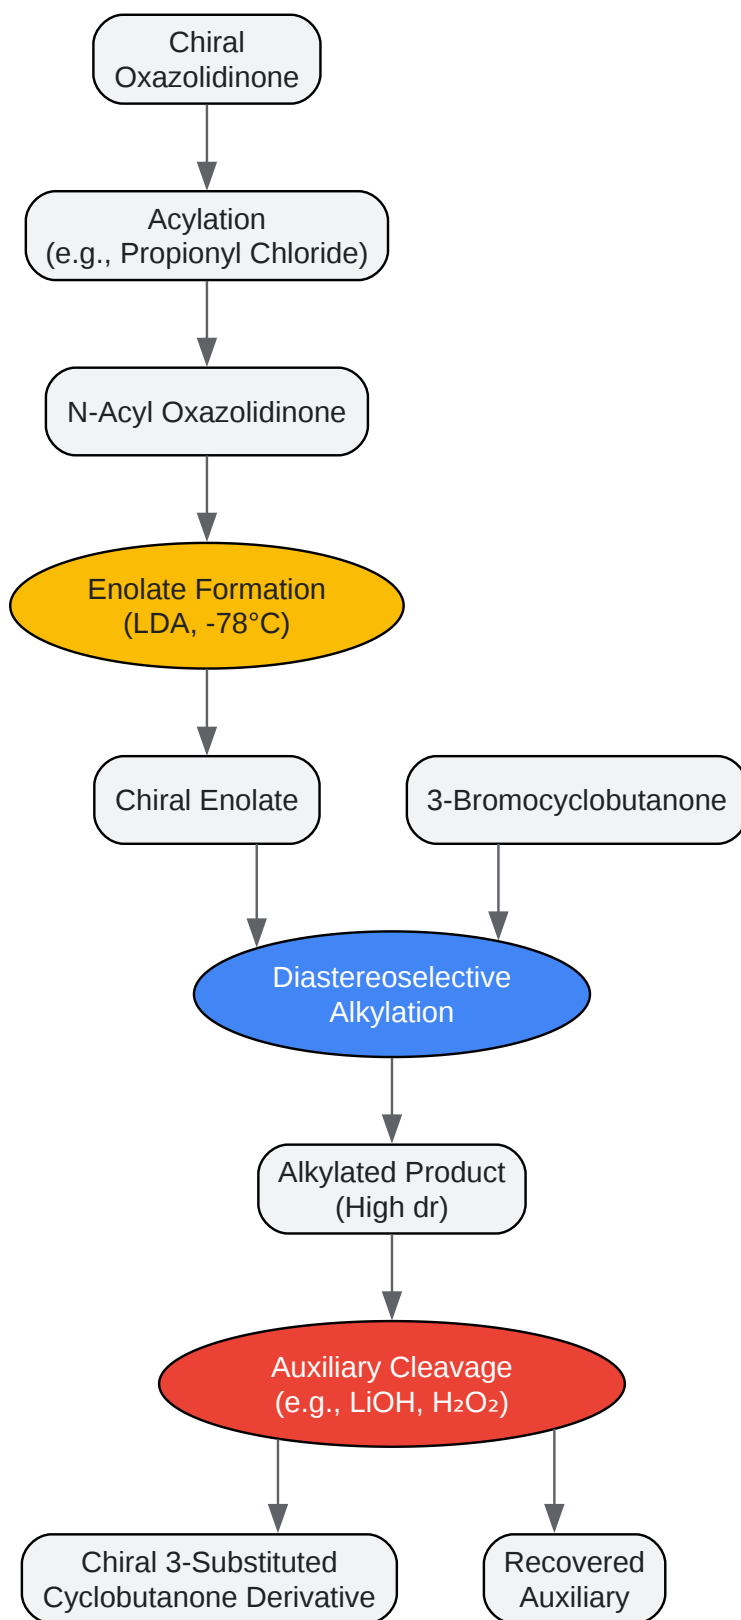 Chiral
Oxazolidinone
Acylation
(e.g., Propionyl Chloride)
N-Acyl Oxazolidinone
Enolate Formation
(LDA, -78°C)
Chiral Enolate
3-Bromocyclobutanone
Diastereoselective
Alkylation
Alkylated Product
(High dr)
Auxiliary Cleavage
(e.g., LiOH, H₂O₂)
Chiral 3-Substituted
Cyclobutanone Derivative
Recovered
Auxiliary